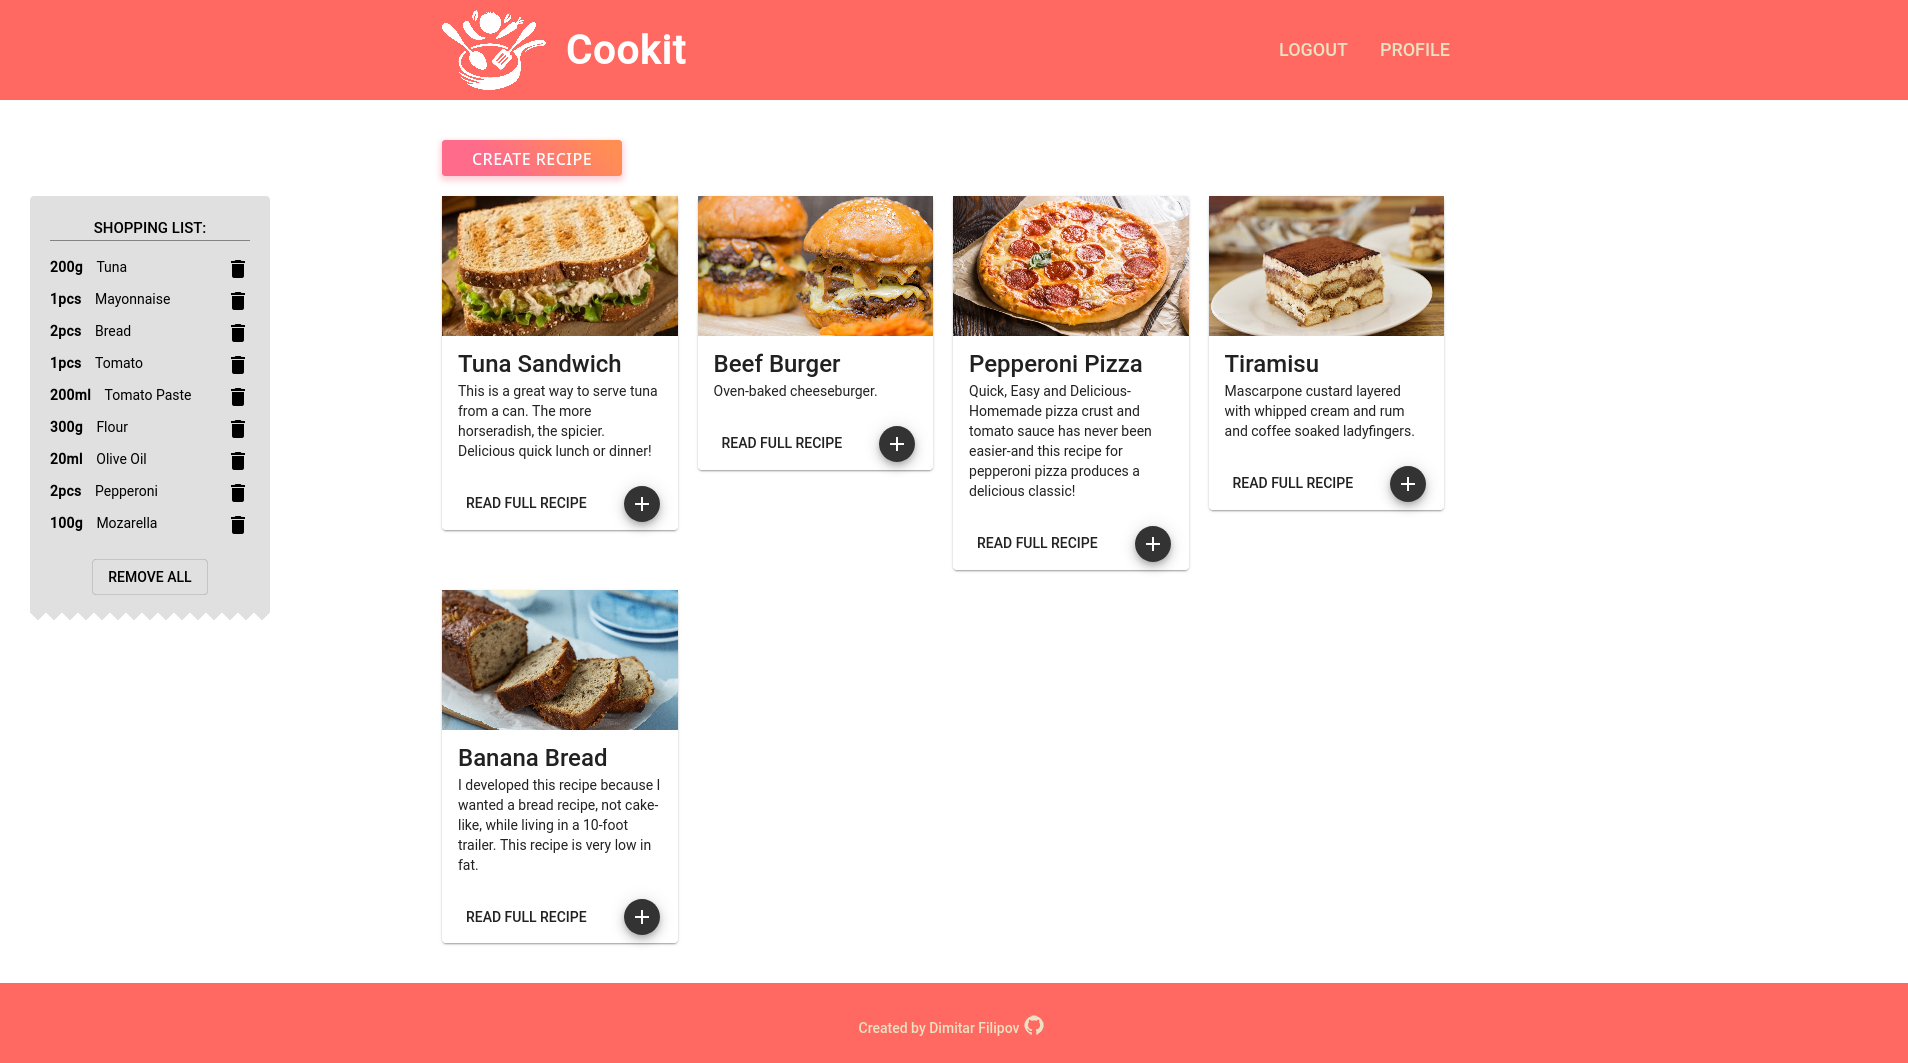 Cookit
LOGOUT PROFILE
CREATE RECIPE
SHOPPING LIST:
200g Tuna
1pcs Mayonnaise
2pcs Bread
1pcs Tomato
200ml Tomato Paste
300g Flour
20ml Olive Oil
2pcs Pepperoni
100g Mozarella
REMOVE ALL
Tuna Sandwich
This is a great way to serve tuna
from a can. The more
horseradish, the spicier.
Delicious quick lunch or dinner!
READ FULL RECIPE
Beef Burger
Oven-baked cheeseburger.
READ FULL RECIPE
Pepperoni Pizza
Quick, Easy and Delicious-
Homemade pizza crust and
tomato sauce has never been
easier-and this recipe for
pepperoni pizza produces a
delicious classic!
READ FULL RECIPE
Tiramisu
Mascarpone custard layered
with whipped cream and rum
and coffee soaked ladyfingers.
READ FULL RECIPE
Banana Bread
I developed this recipe because I
wanted a bread recipe, not cake-
like, while living in a 10-foot
trailer. This recipe is very low in
fat.
READ FULL RECIPE
Created by Dimitar Filipov